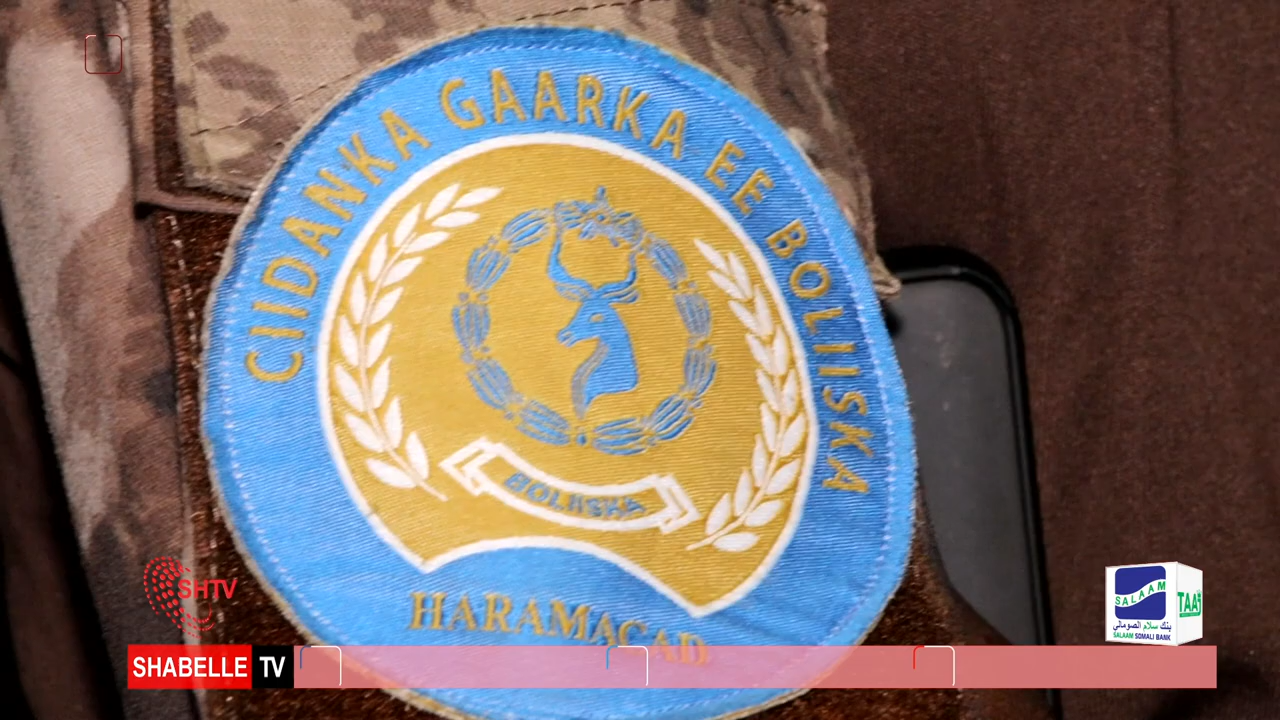 CIIDANKA GAARKA EE BOLIISKA
BOLIISKA
HARAMACAD
SHTV
SHABELLE TV
SALAAM
TAAJ
بنك سلام الصومالي
SALAAM SOMALI BANK